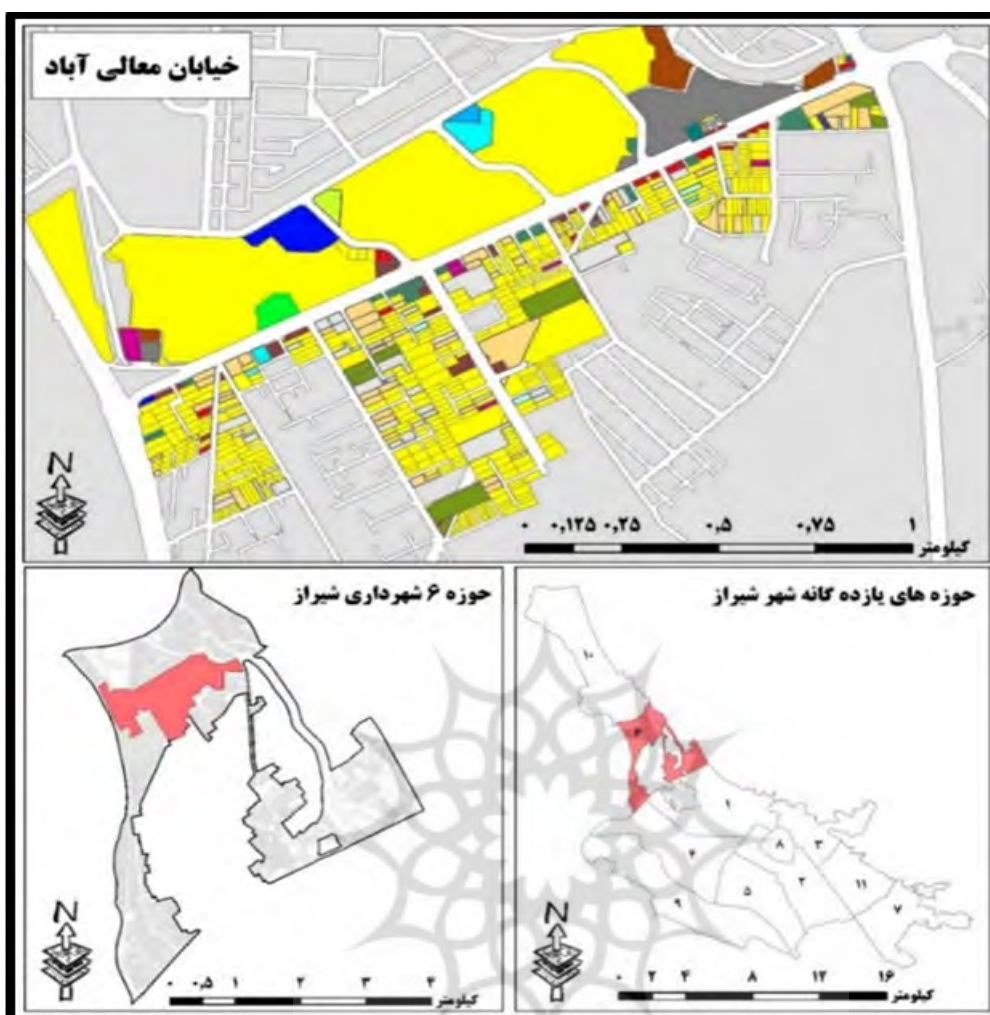 خیابان معالی آباد
N
۰ ۰,۱۲۵ ۰,۲۵ ۰,۵ ۰,۷۵ ۱
کیلومتر
حوزه های یازده گانه شهر شیراز
۱۰
۶
۱
۸
۳
۴
۵
۲
۱۱
۹
۷
N
۰ ۲ ۴ ۸ ۱۲ ۱۶
کیلومتر
حوزه ۶ شهرداری شیراز
N
۰ ۰,۵ ۱ ۲ ۳ ۴
کیلومتر